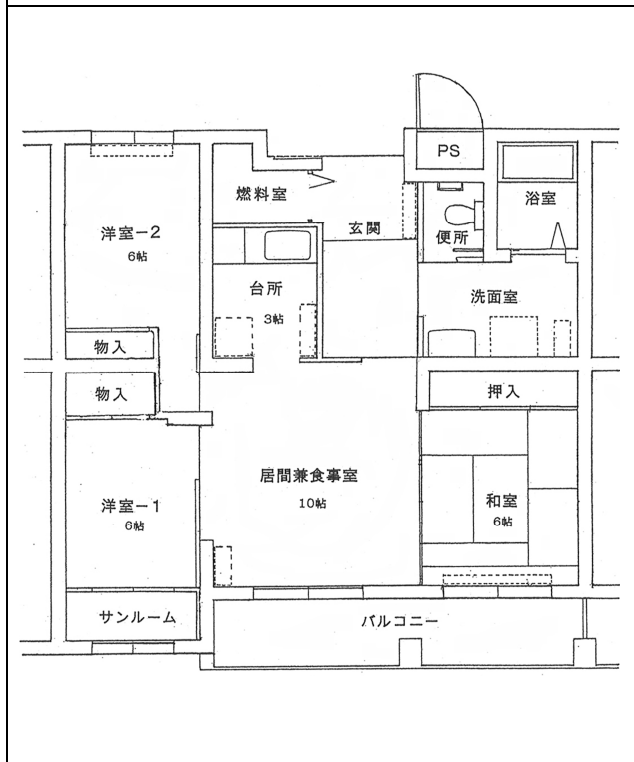 PS
燃料室
浴室
玄関
便所
洋室−2
6帖
台所
3帖
洗面室
物入
物入
押入
居間兼食事室
10帖
洋室−1
6帖
和室
6帖
サンルーム
バルコニー